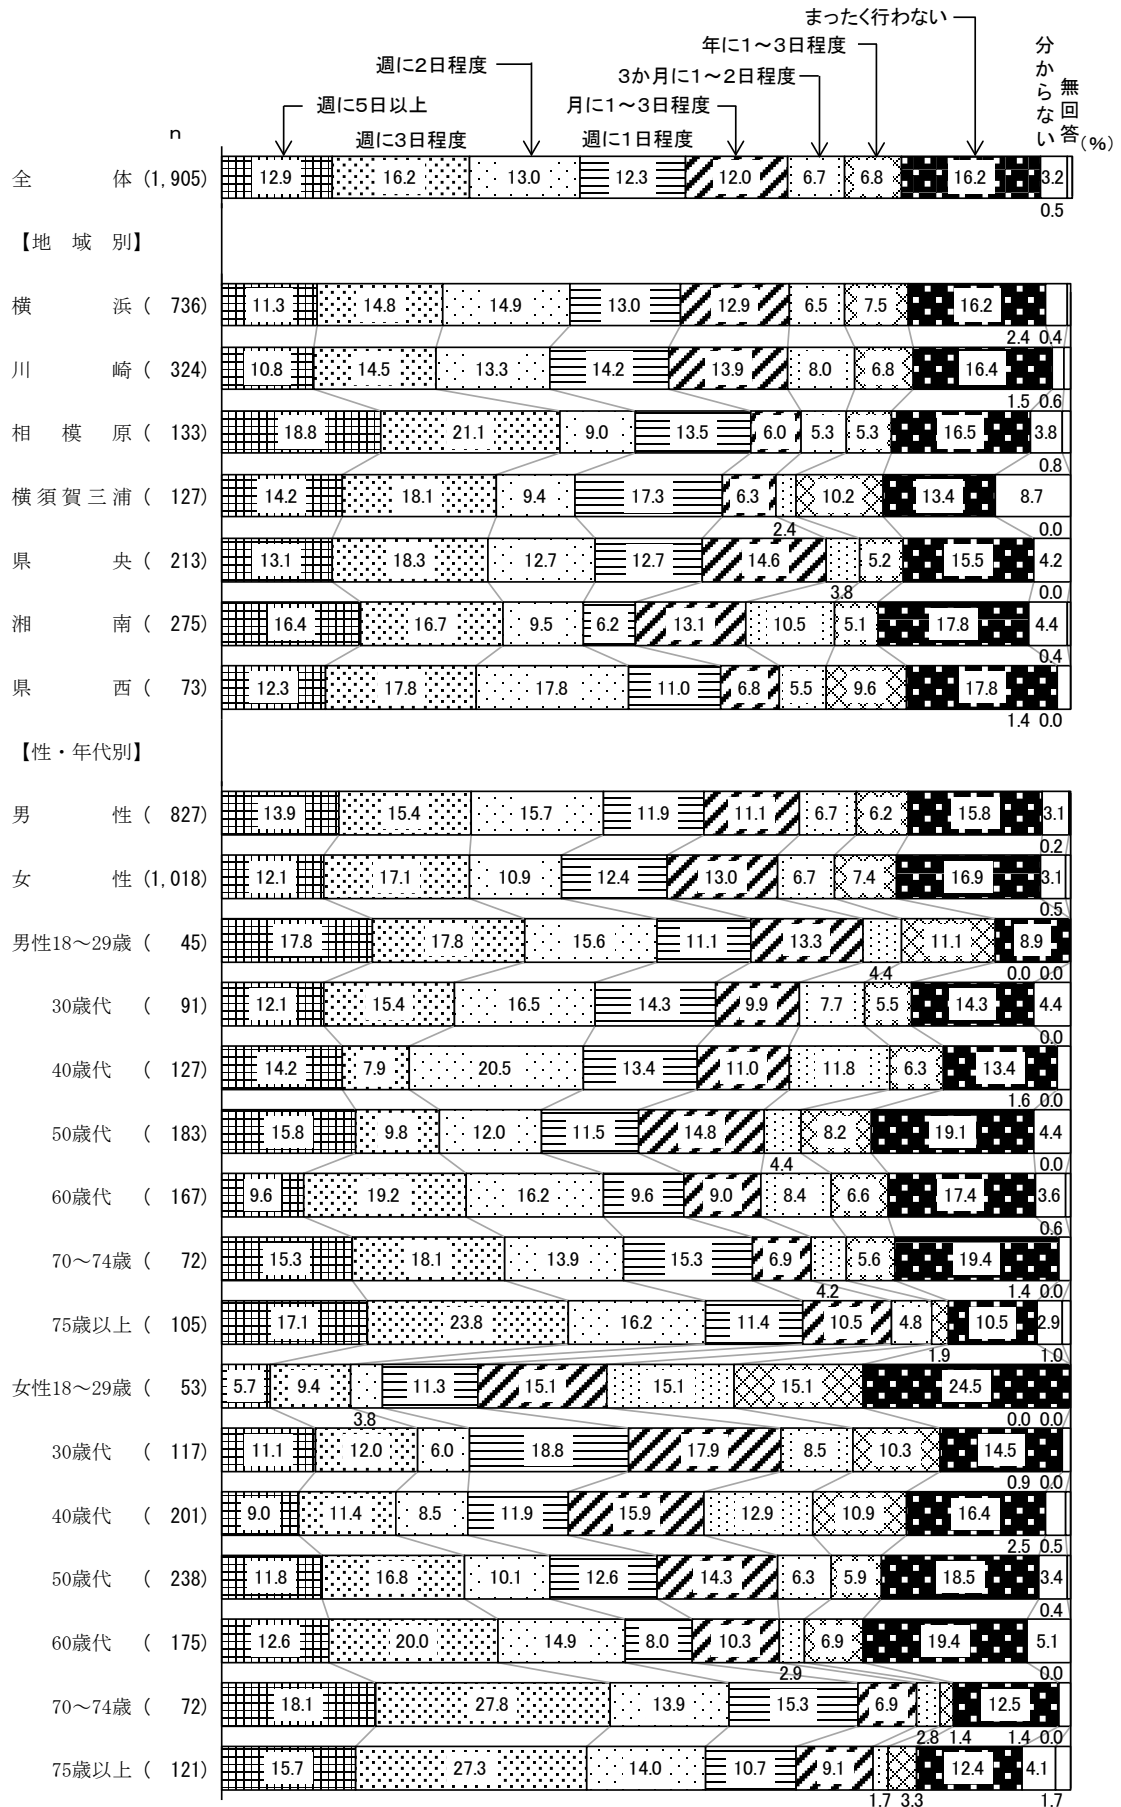 まったく行わない
年に1～3日程度
分からない
週に2日程度
3か月に1～2日程度
無回答
週に5日以上
月に1～3日程度
n
週に3日程度
週に1日程度
(%)
全体 (1,905) 12.9 16.2 13.0 12.3 12.0 6.7 6.8 16.2 3.2
0.5
【地域別】
横浜 ( 736) 11.3 14.8 14.9 13.0 12.9 6.5 7.5 16.2
2.4 0.4
川崎 ( 324) 10.8 14.5 13.3 14.2 13.9 8.0 6.8 16.4
1.5 0.6
相模原 ( 133) 18.8 21.1 9.0 13.5 6.0 5.3 5.3 16.5 3.8
0.8
横須賀三浦 ( 127) 14.2 18.1 9.4 17.3 6.3 10.2 13.4 8.7
2.4 0.0
県央 ( 213) 13.1 18.3 12.7 12.7 14.6 5.2 15.5 4.2
3.8 0.0
湘南 ( 275) 16.4 16.7 9.5 6.2 13.1 10.5 5.1 17.8 4.4
0.4
県西 ( 73) 12.3 17.8 17.8 11.0 6.8 5.5 9.6 17.8
1.4 0.0
【性・年代別】
男性 ( 827) 13.9 15.4 15.7 11.9 11.1 6.7 6.2 15.8 3.1
0.2
女性 (1,018) 12.1 17.1 10.9 12.4 13.0 6.7 7.4 16.9 3.1
0.5
男性18～29歳 ( 45) 17.8 17.8 15.6 11.1 13.3 11.1 8.9
4.4 0.0 0.0
30歳代 ( 91) 12.1 15.4 16.5 14.3 9.9 7.7 5.5 14.3 4.4
0.0
40歳代 ( 127) 14.2 7.9 20.5 13.4 11.0 11.8 6.3 13.4
1.6 0.0
50歳代 ( 183) 15.8 9.8 12.0 11.5 14.8 8.2 19.1 4.4
4.4 0.0
60歳代 ( 167) 9.6 19.2 16.2 9.6 9.0 8.4 6.6 17.4 3.6
0.6
70～74歳 ( 72) 15.3 18.1 13.9 15.3 6.9 5.6 19.4
4.2 1.4 0.0
75歳以上 ( 105) 17.1 23.8 16.2 11.4 10.5 4.8 10.5 2.9
1.9 1.0
女性18～29歳 ( 53) 5.7 9.4 11.3 15.1 15.1 15.1 24.5
3.8 0.0 0.0
30歳代 ( 117) 11.1 12.0 6.0 18.8 17.9 8.5 10.3 14.5
0.9 0.0
40歳代 ( 201) 9.0 11.4 8.5 11.9 15.9 12.9 10.9 16.4
2.5 0.5
50歳代 ( 238) 11.8 16.8 10.1 12.6 14.3 6.3 5.9 18.5 3.4
0.4
60歳代 ( 175) 12.6 20.0 14.9 8.0 10.3 6.9 19.4 5.1
2.9 0.0
70～74歳 ( 72) 18.1 27.8 13.9 15.3 6.9 12.5
2.8 1.4 1.4 0.0
75歳以上 ( 121) 15.7 27.3 14.0 10.7 9.1 12.4 4.1
1.7 3.3 1.7